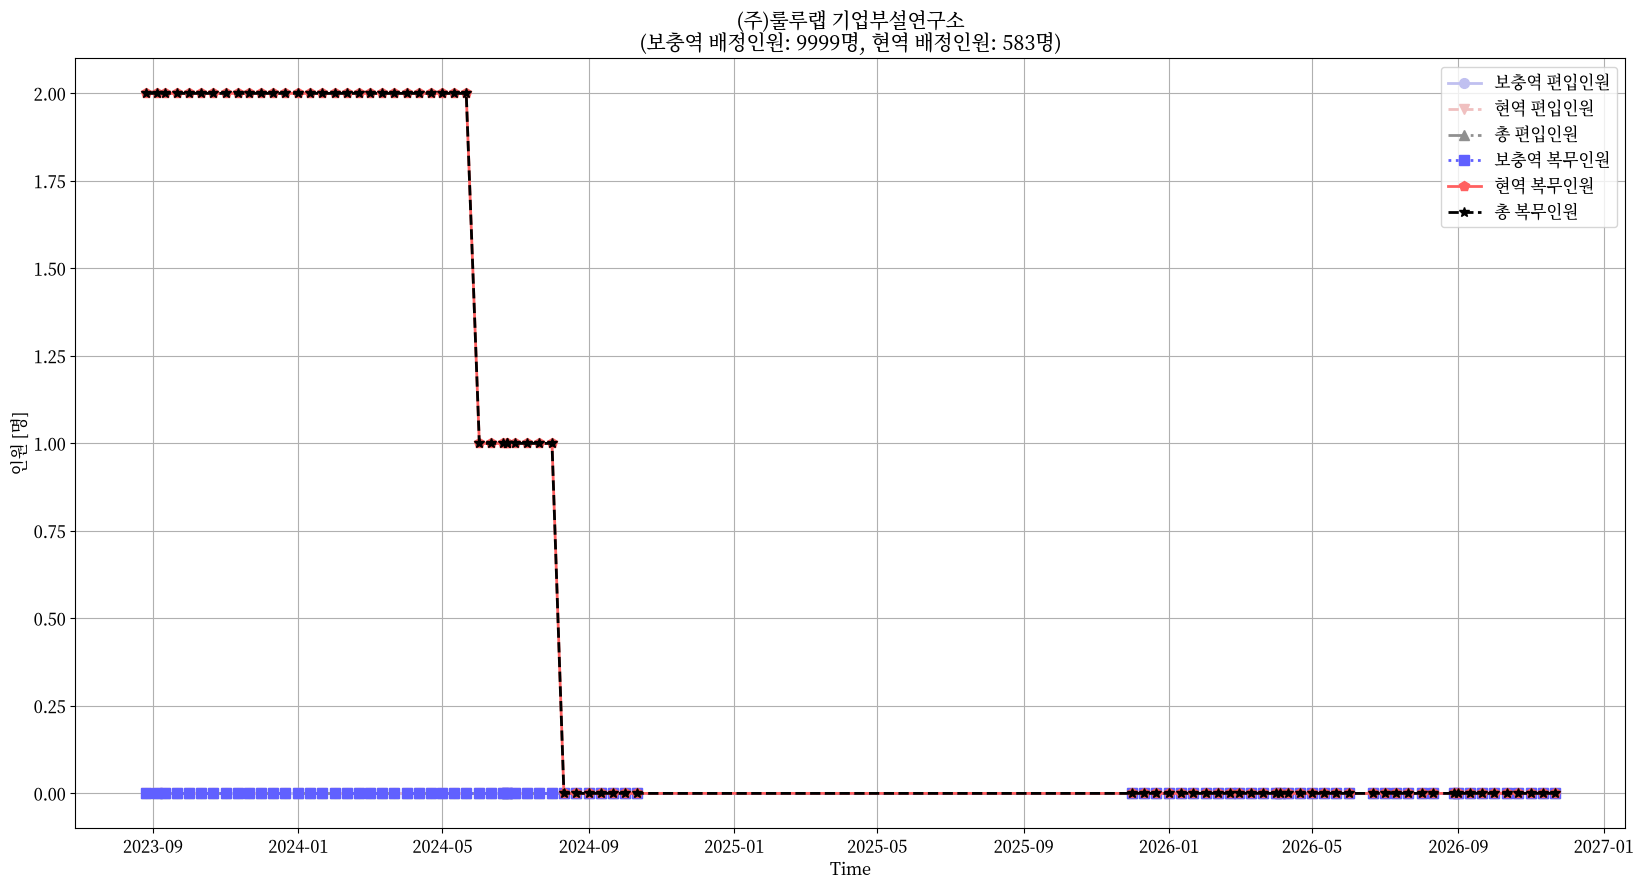 (주)룰루랩 기업부설연구소
(보충역 배정인원: 9999명, 현역 배정인원: 583명)
보충역 편입인원
현역 편입인원
총 편입인원
보충역 복무인원
현역 복무인원
총 복무인원
인원 [명]
2.00
1.75
1.50
1.25
1.00
0.75
0.50
0.25
0.00
2023-09
2024-01
2024-05
2024-09
2025-01
2025-05
2025-09
2026-01
2026-05
2026-09
2027-01
Time